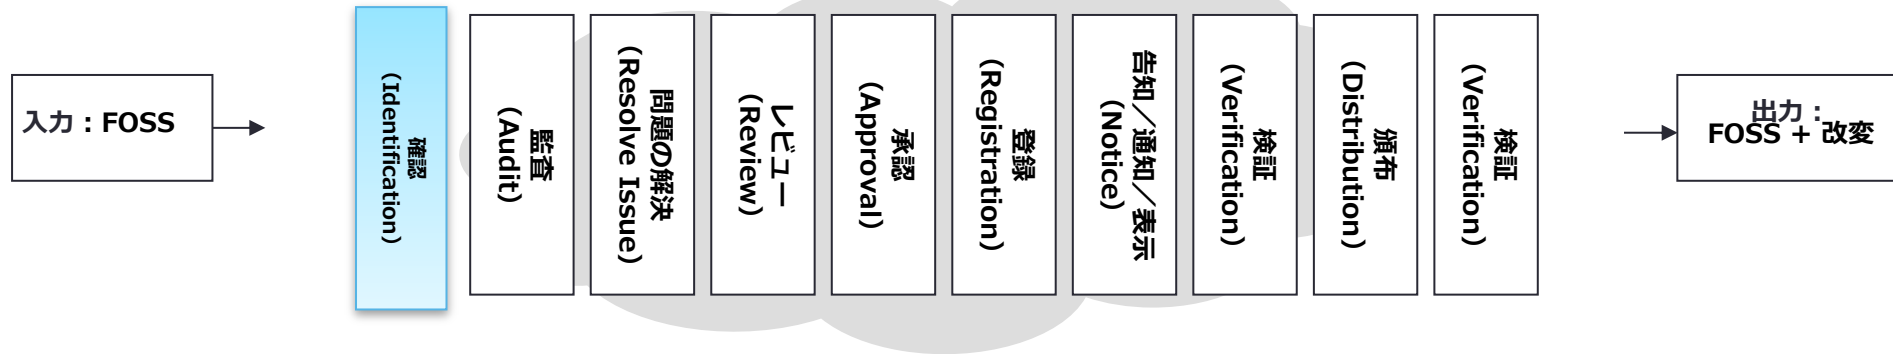 入力：FOSS
確認
(Identification)
監査
(Audit)
問題の解決
(Resolve Issue)
レビュー
(Review)
承認
(Approval)
登録
(Registration)
告知／通知／表示
(Notice)
検証
(Verification)
頒布
(Distribution)
検証
(Verification)
出力：
FOSS + 改変